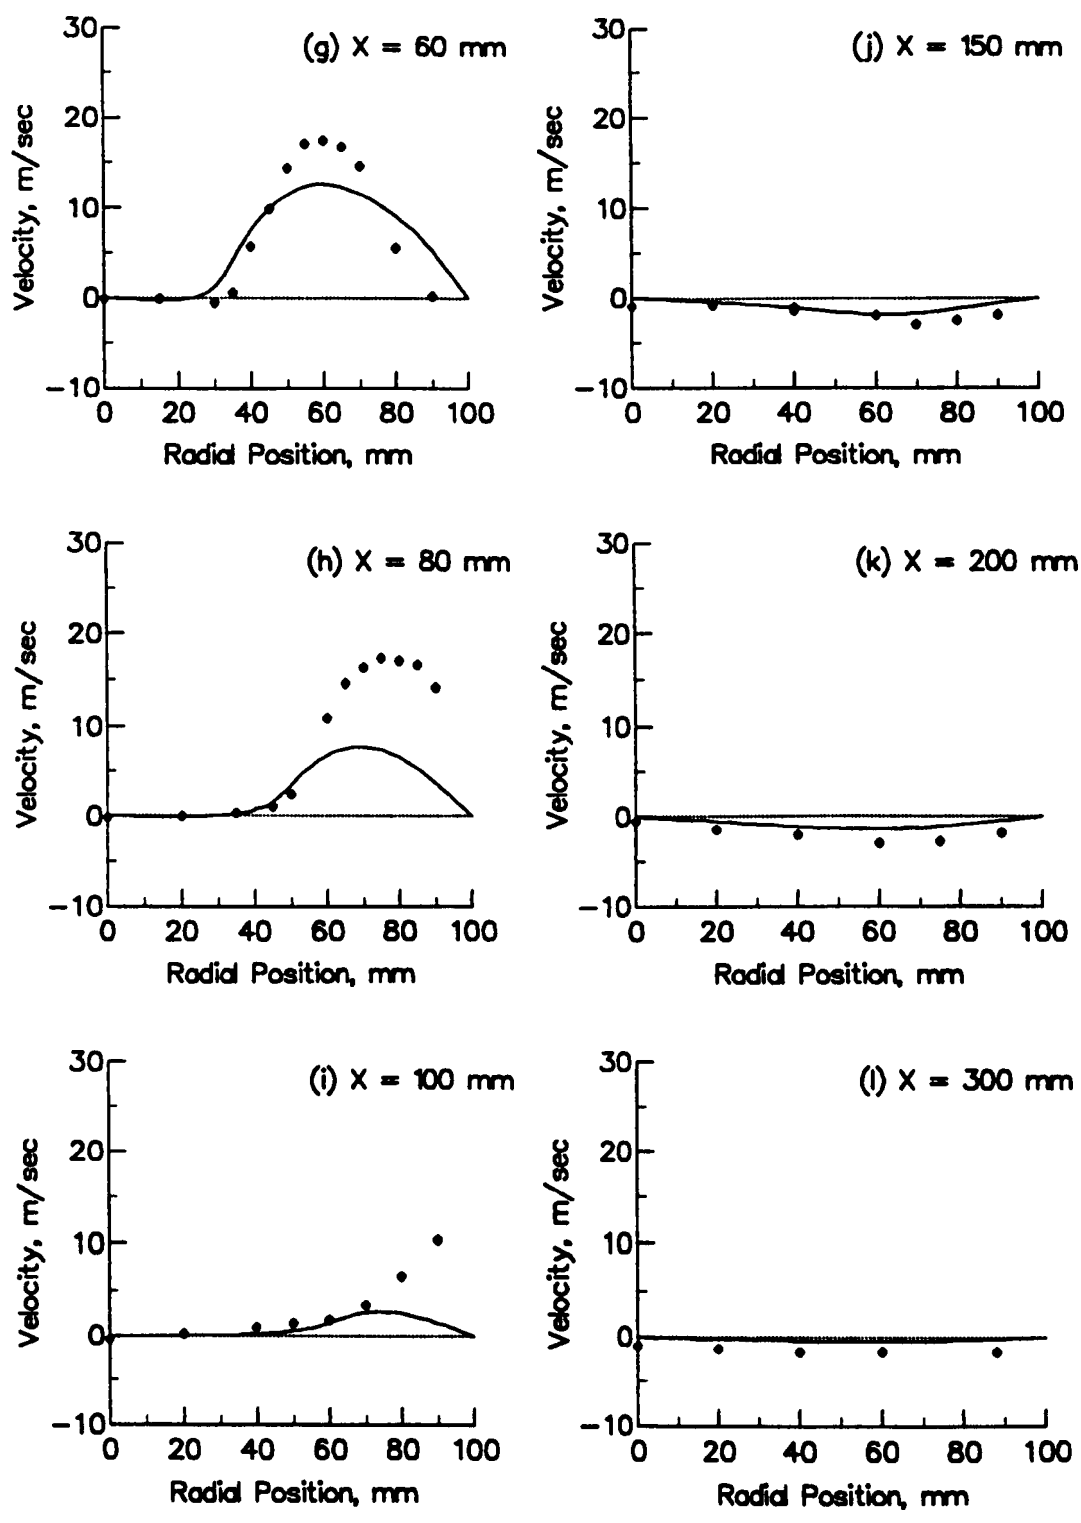 (g) X = 60 mm
30
20
10
0
−10
Velocity, m/sec
0 20 40 60 80 100
Radial Position, mm
(j) X = 150 mm
30
20
10
0
−10
Velocity, m/sec
0 20 40 60 80 100
Radial Position, mm
(h) X = 80 mm
30
20
10
0
−10
Velocity, m/sec
0 20 40 60 80 100
Radial Position, mm
(k) X = 200 mm
30
20
10
0
−10
Velocity, m/sec
0 20 40 60 80 100
Radial Position, mm
(i) X = 100 mm
30
20
10
0
−10
Velocity, m/sec
0 20 40 60 80 100
Radial Position, mm
(l) X = 300 mm
30
20
10
0
−10
Velocity, m/sec
0 20 40 60 80 100
Radial Position, mm